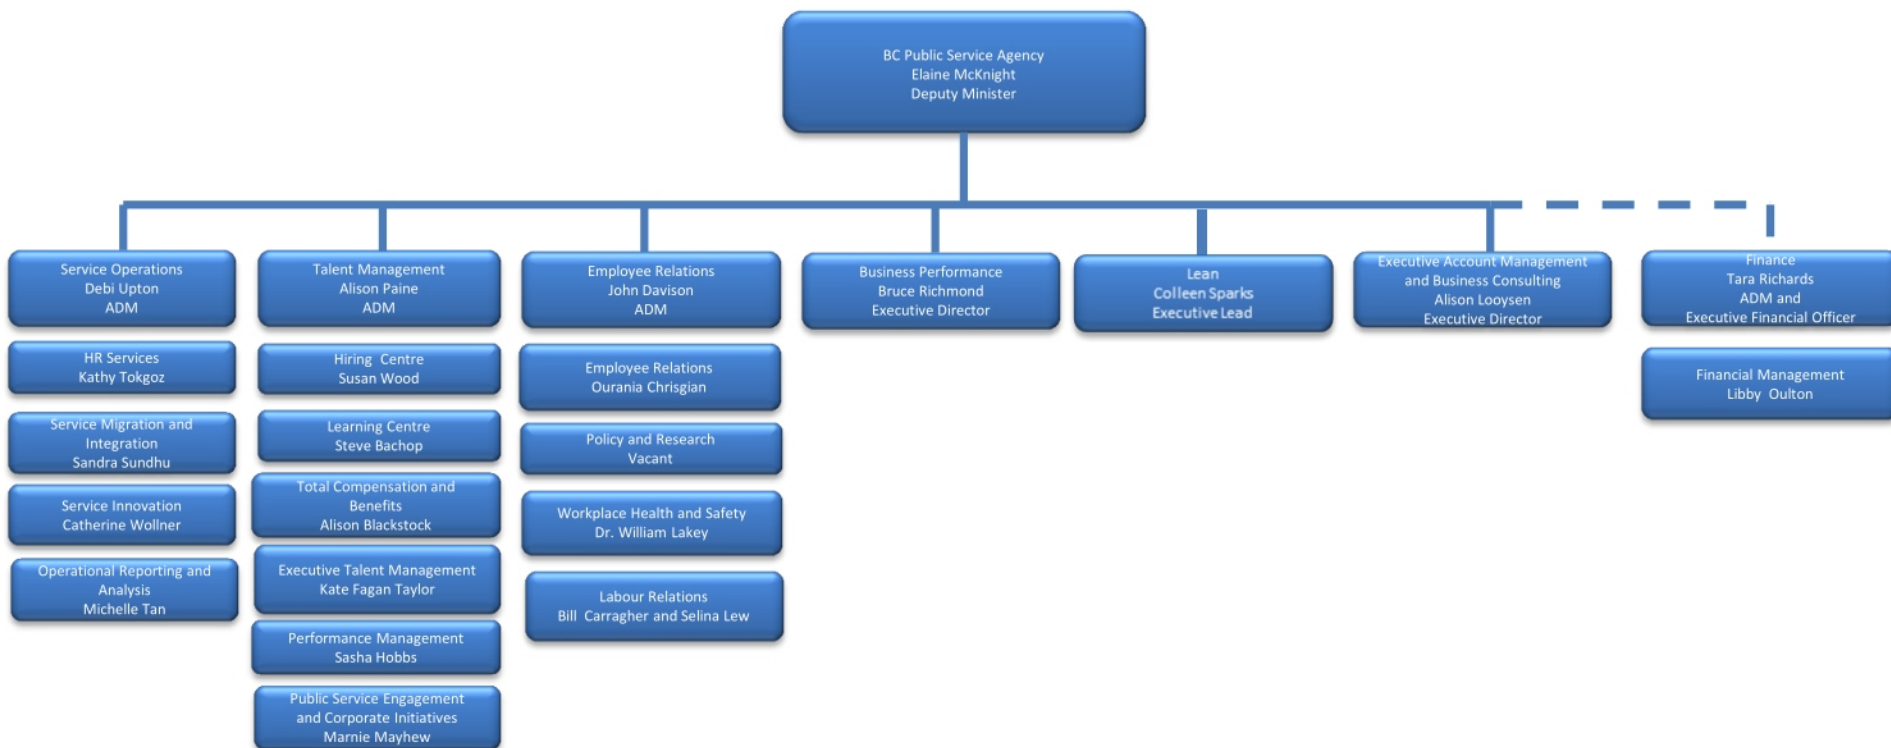 BC Public Service Agency
Elaine McKnight
Deputy Minister
Service Operations
Debi Upton
ADM
HR Services
Kathy Tokgoz
Service Migration and
Integration
Sandra Sundhu
Service Innovation
Catherine Wollner
Operational Reporting and
Analysis
Michelle Tan
Talent Management
Alison Paine
ADM
Hiring Centre
Susan Wood
Learning Centre
Steve Bachop
Total Compensation and
Benefits
Alison Blackstock
Executive Talent Management
Kate Fagan Taylor
Performance Management
Sasha Hobbs
Public Service Engagement
and Corporate Initiatives
Marnie Mayhew
Employee Relations
John Davison
ADM
Employee Relations
Ourania Chrisgian
Policy and Research
Vacant
Workplace Health and Safety
Dr. William Lakey
Labour Relations
Bill Carragher and Selina Lew
Business Performance
Bruce Richmond
Executive Director
Lean
Colleen Sparks
Executive Lead
Executive Account Management
and Business Consulting
Alison Looysen
Executive Director
Finance
Tara Richards
ADM and
Executive Financial Officer
Financial Management
Libby Oulton